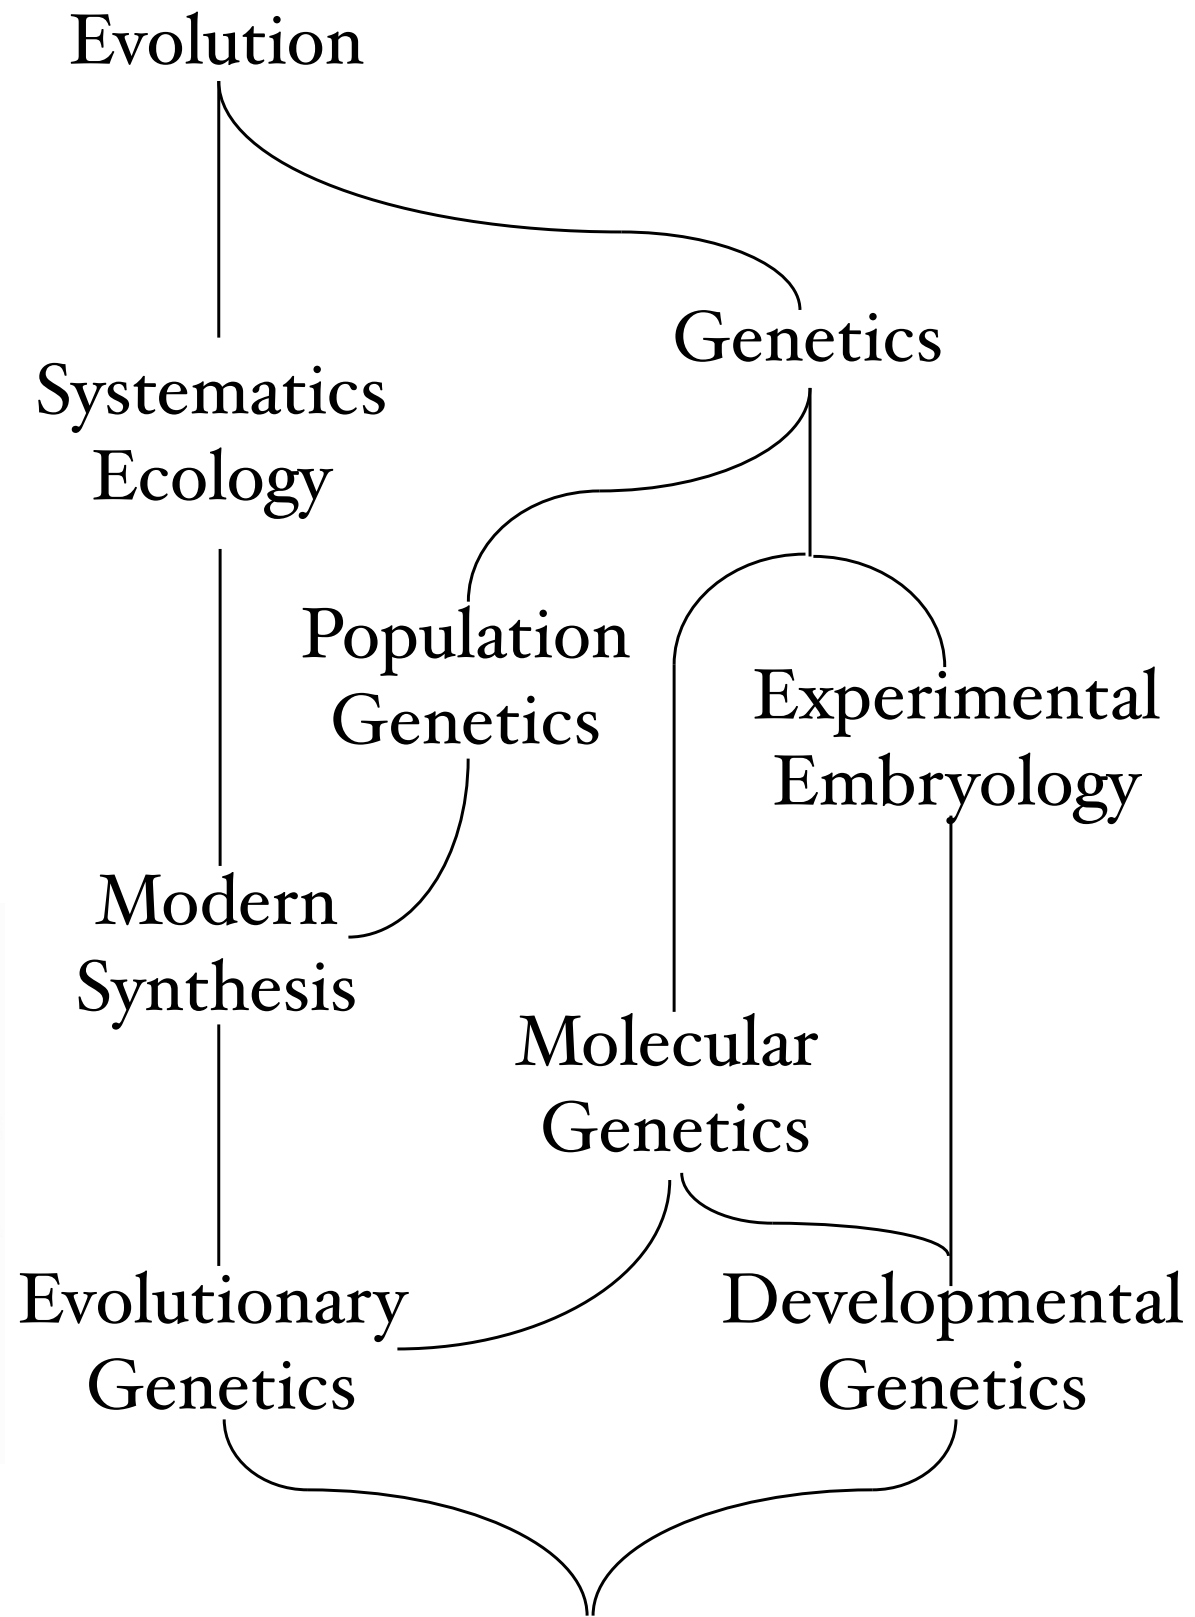 Evolution
Genetics
Systematics
Ecology
Population
Genetics
Experimental
Embryology
Modern
Synthesis
Molecular
Genetics
Evolutionary
Genetics
Developmental
Genetics